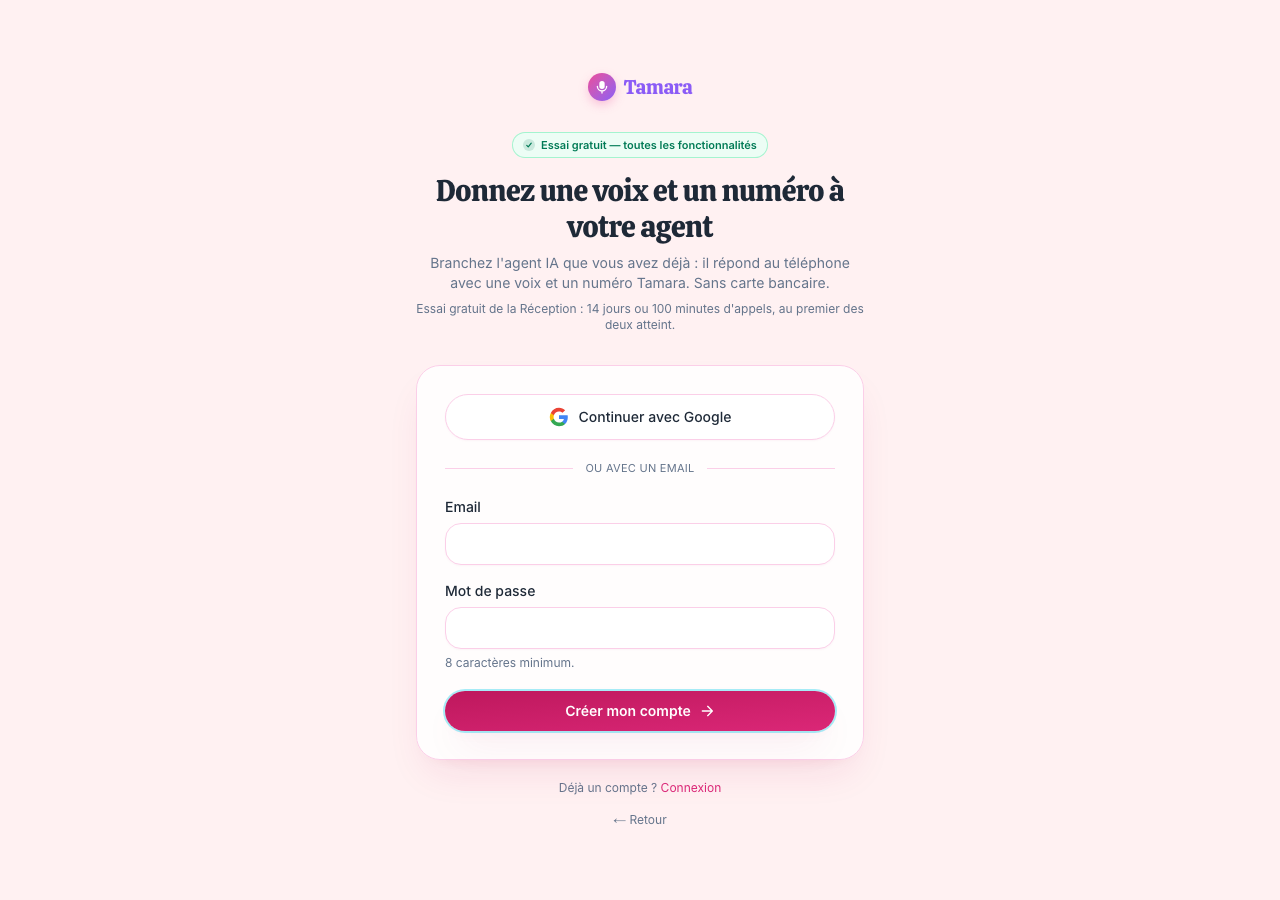 Tamara
Essai gratuit — toutes les fonctionnalités
Donnez une voix et un numéro à
votre agent
Branchez l'agent IA que vous avez déjà : il répond au téléphone
avec une voix et un numéro Tamara. Sans carte bancaire.
Essai gratuit de la Réception : 14 jours ou 100 minutes d'appels, au premier des
deux atteint.
Continuer avec Google
OU AVEC UN EMAIL
Email
Mot de passe
8 caractères minimum.
Créer mon compte →
Déjà un compte ? Connexion
← Retour